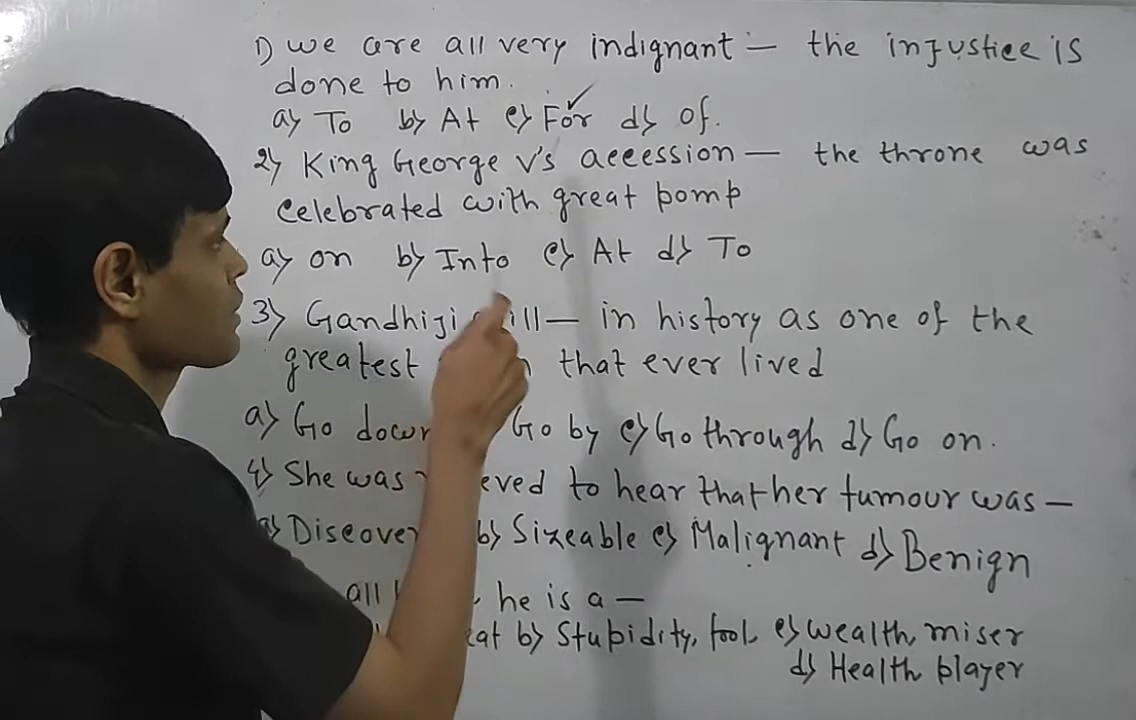 1) we are all very indignant — the injustice is
done to him.
a) To b) At c) For ✓ d) of.
2) King George V's accession — the throne was
celebrated with great pomp
a) on b) Into c) At d) To
3) Gandhiji — in history as one of the
greatest that ever lived
a) Go down Go by c) Go through d) Go on.
4) She was to hear that her tumour was —
Discover b) Sizeable c) Malignant d) Benign
all he is a —
b) Stupidity, fool, c) wealth, miser
d) Health, player